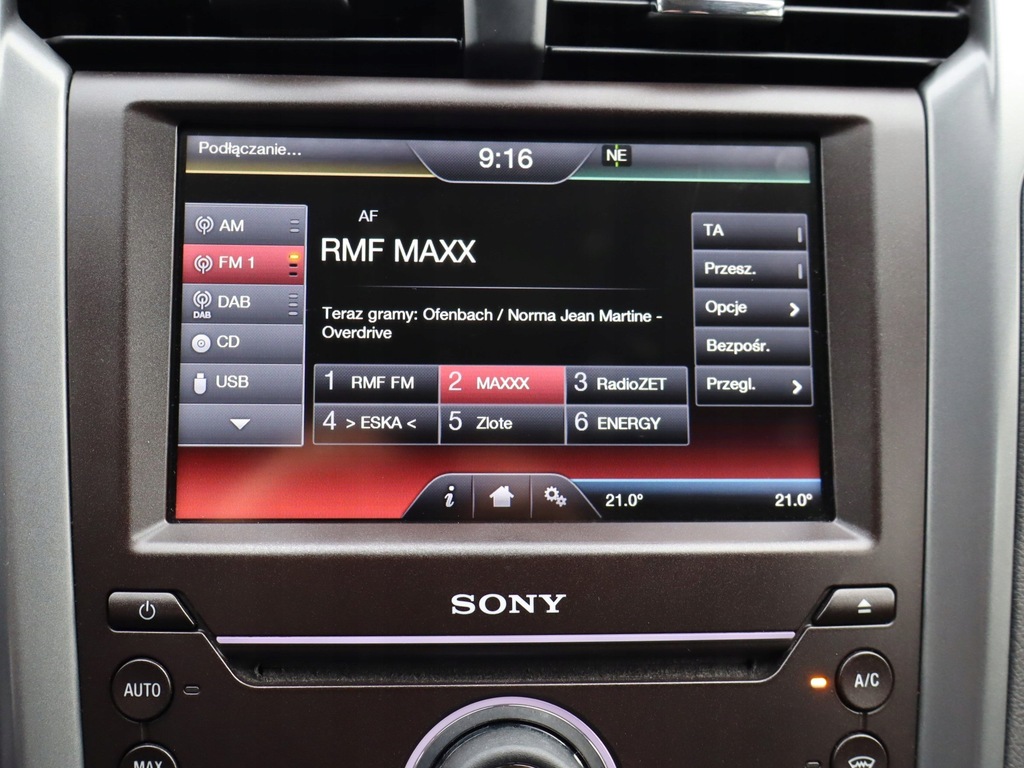 Podłączanie...
9:16
NE
AM
FM 1
DAB
DAB
CD
USB
AF
RMF MAXX
Teraz gramy: Ofenbach / Norma Jean Martine -
Overdrive
1 RMF FM
2 MAXXX
3 RadioZET
4 > ESKA <
5 Zlote
6 ENERGY
TA
Przesz.
Opcje
Bezpośr.
Przegl.
i
21.0°
21.0°
SONY
AUTO
A/C
MAX